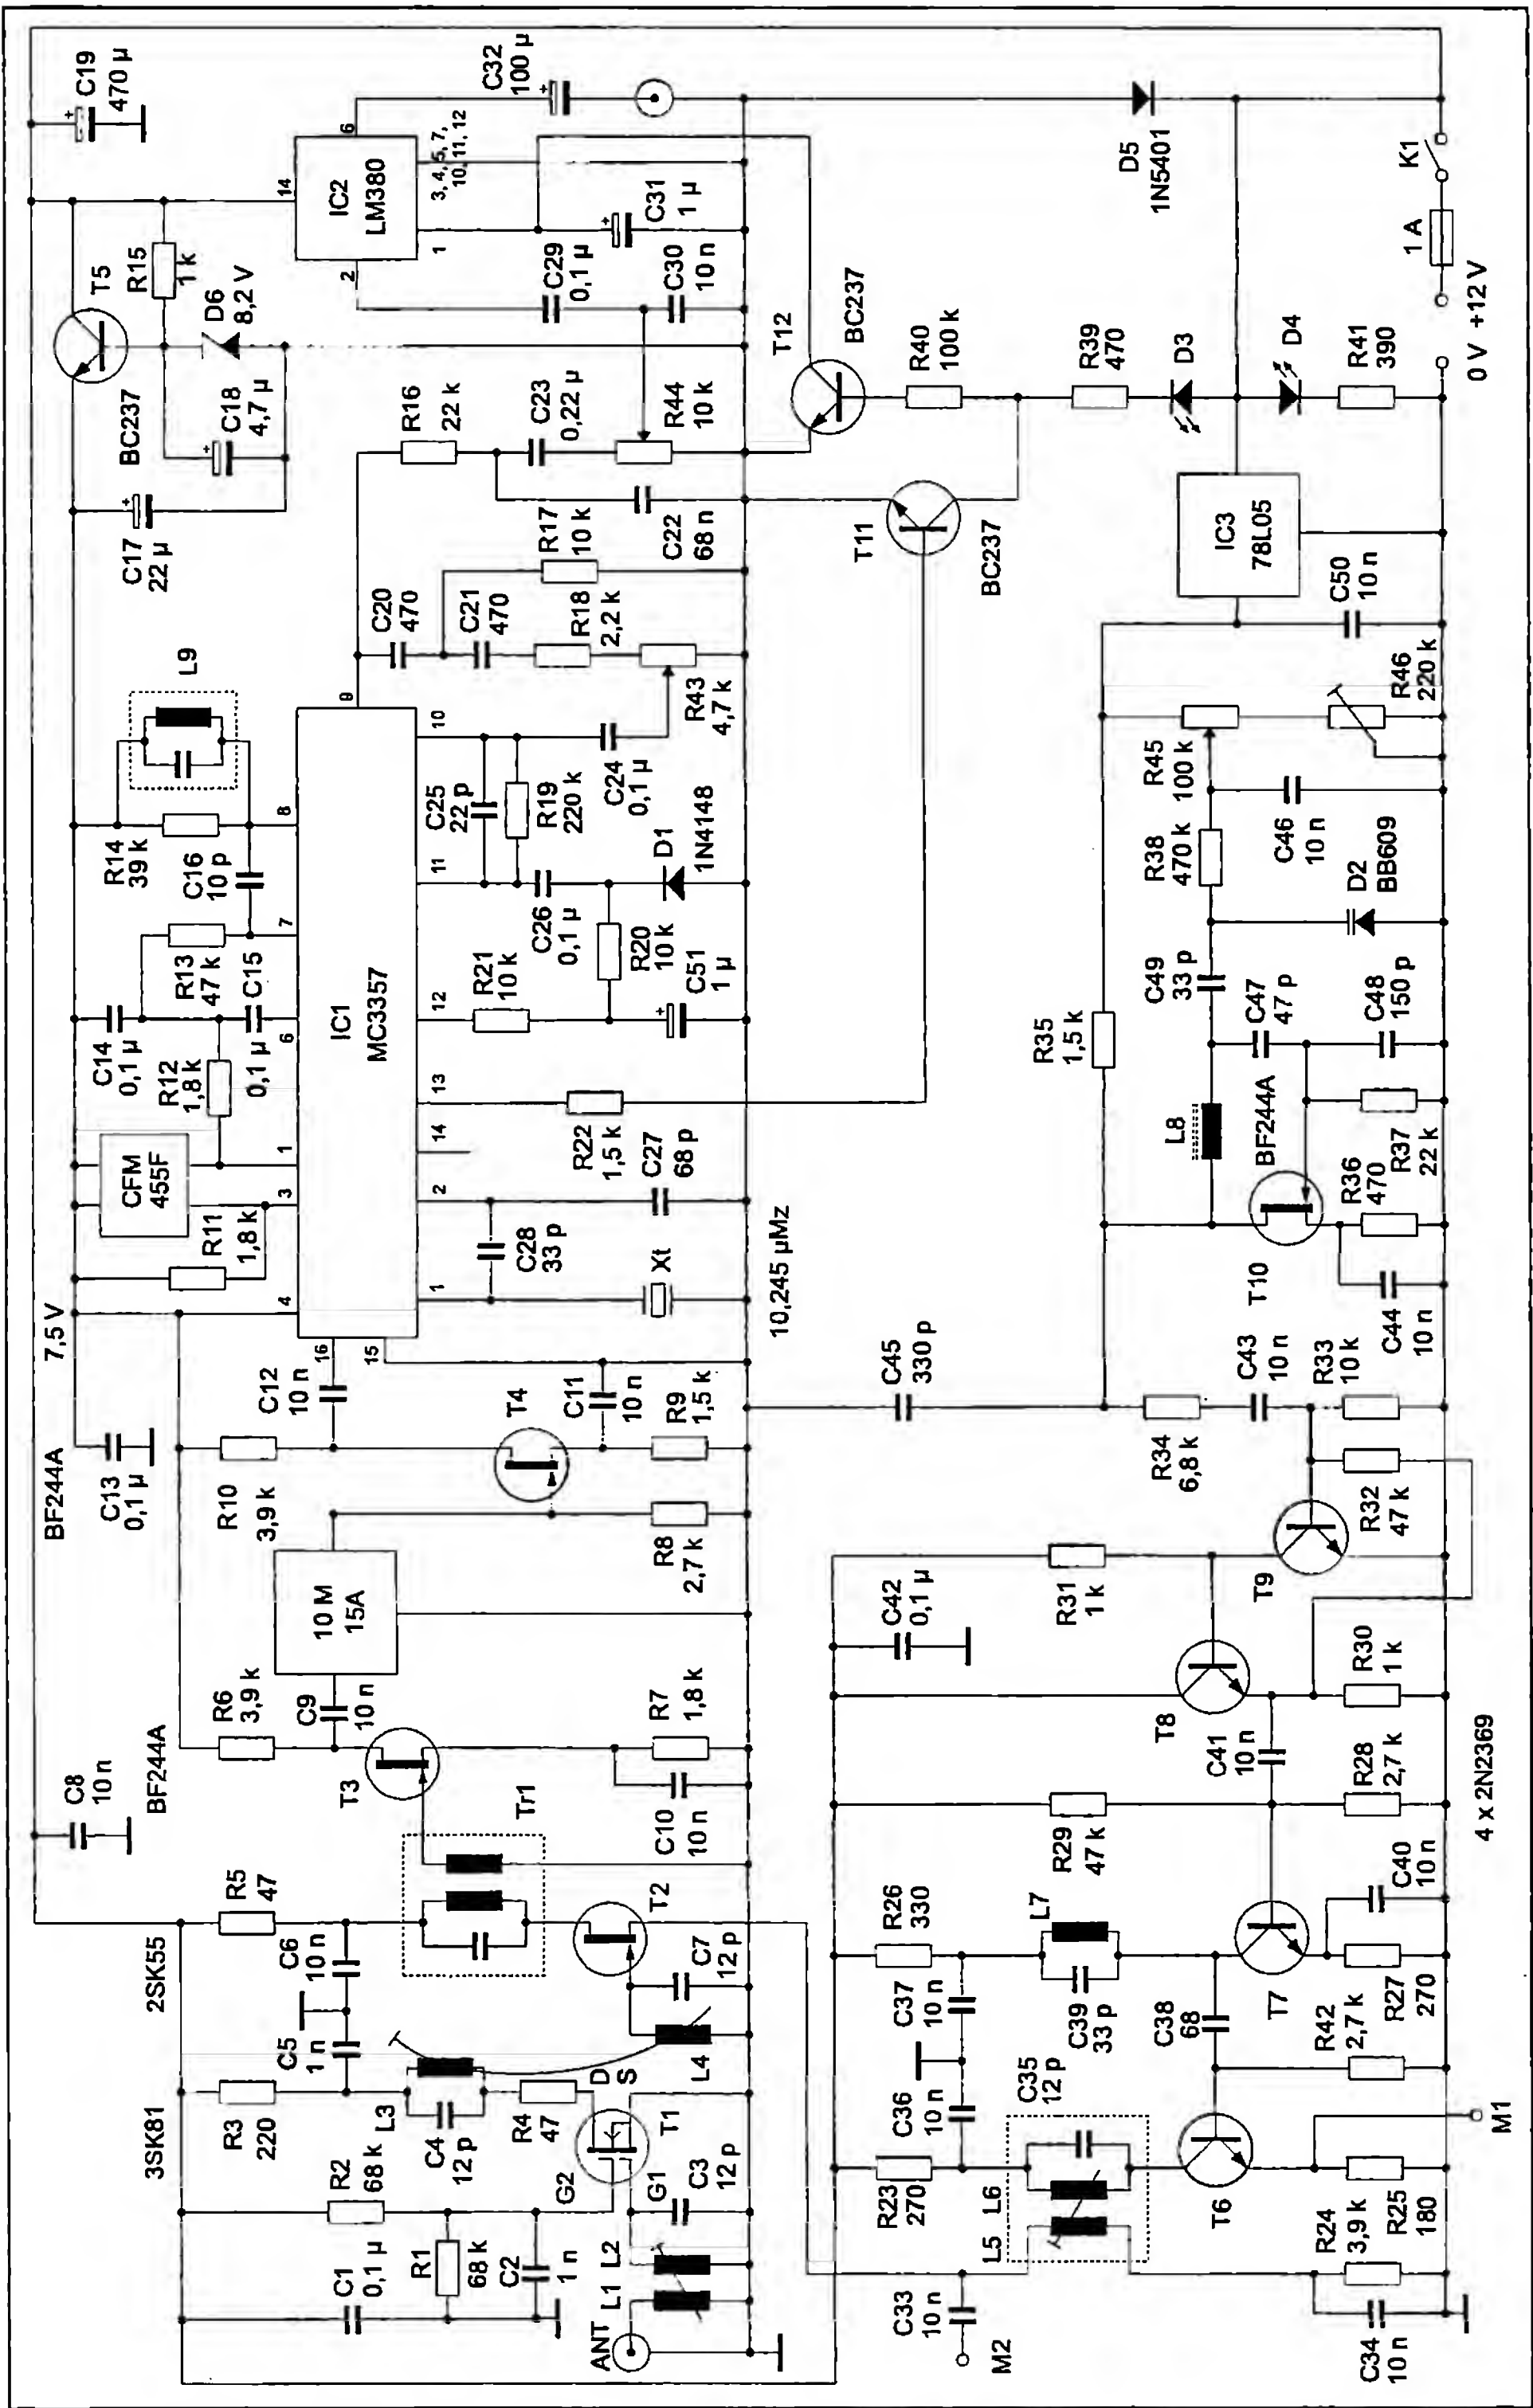 3SK81
2SK55
BF244A
BF244A
7,5 V
C1
0,1 µ
R1
68 k
C2
1 n
R2
68 k
R3
220
C5
1 n
C6
10 n
R5
47
C8
10 n
L1
L2
ANT
G2
G1
C3
12 p
T1
D
S
L3
C4
12 p
R4
47
L4
C7
12 p
T2
Tr1
T3
R6
3,9 k
C9
10 n
C10
10 n
R7
1,8 k
10 M
15A
C13
0,1 µ
R10
3,9 k
C12
10 n
T4
C11
10 n
R8
2,7 k
R9
1,5 k
R11
1,8 k
CFM
455F
C14
0,1 µ
R12
1,8 k
C15
0,1 µ
R13
47 k
C16
10 p
R14
39 k
L9
16
15
4
3
1
6
7
8
9
IC1
MC3357
1
2
14
13
12
11
10
C28
33 p
Xt
10,245 µMz
C27
68 p
R22
1,5 k
R21
10 k
C51
1 µ
R20
10 k
C26
0,1 µ
D1
1N4148
C25
22 p
R19
220 k
C24
0,1 µ
R43
4,7 k
C20
470
C21
470
R18
2,2 k
R17
10 k
C22
68 n
R16
22 k
C23
0,22 µ
R44
10 k
C17
22 µ
C18
4,7 µ
BC237
T5
D6
8,2 V
R15
1 k
C19
470 µ
14
IC2
LM380
2
1
6
3, 4, 5, 7,
10, 11, 12
C29
0,1 µ
C30
10 n
C31
1 µ
C32
100 µ
T12
BC237
T11
BC237
R40
100 k
R39
470
D3
D4
R41
390
D5
1N5401
K1
1 A
0 V +12 V
IC3
78L05
C50
10 n
R46
220 k
R45
100 k
R38
470 k
C46
10 n
D2
BB609
C49
33 p
C47
47 p
C48
150 p
R35
1,5 k
L8
BF244A
R37
22 k
R36
470
T10
C44
10 n
C45
330 p
R34
6,8 k
C43
10 n
R33
10 k
R32
47 k
T9
R31
1 k
C42
0,1 µ
T8
R30
1 k
C41
10 n
R28
2,7 k
R29
47 k
4 x 2N2369
R26
330
L7
C39
33 p
C37
10 n
C38
68
T7
C40
10 n
R27
270
R42
2,7 k
C36
10 n
C35
12 p
R23
270
L6
L5
T6
R25
180
R24
3,9 k
M1
C33
10 n
M2
C34
10 n